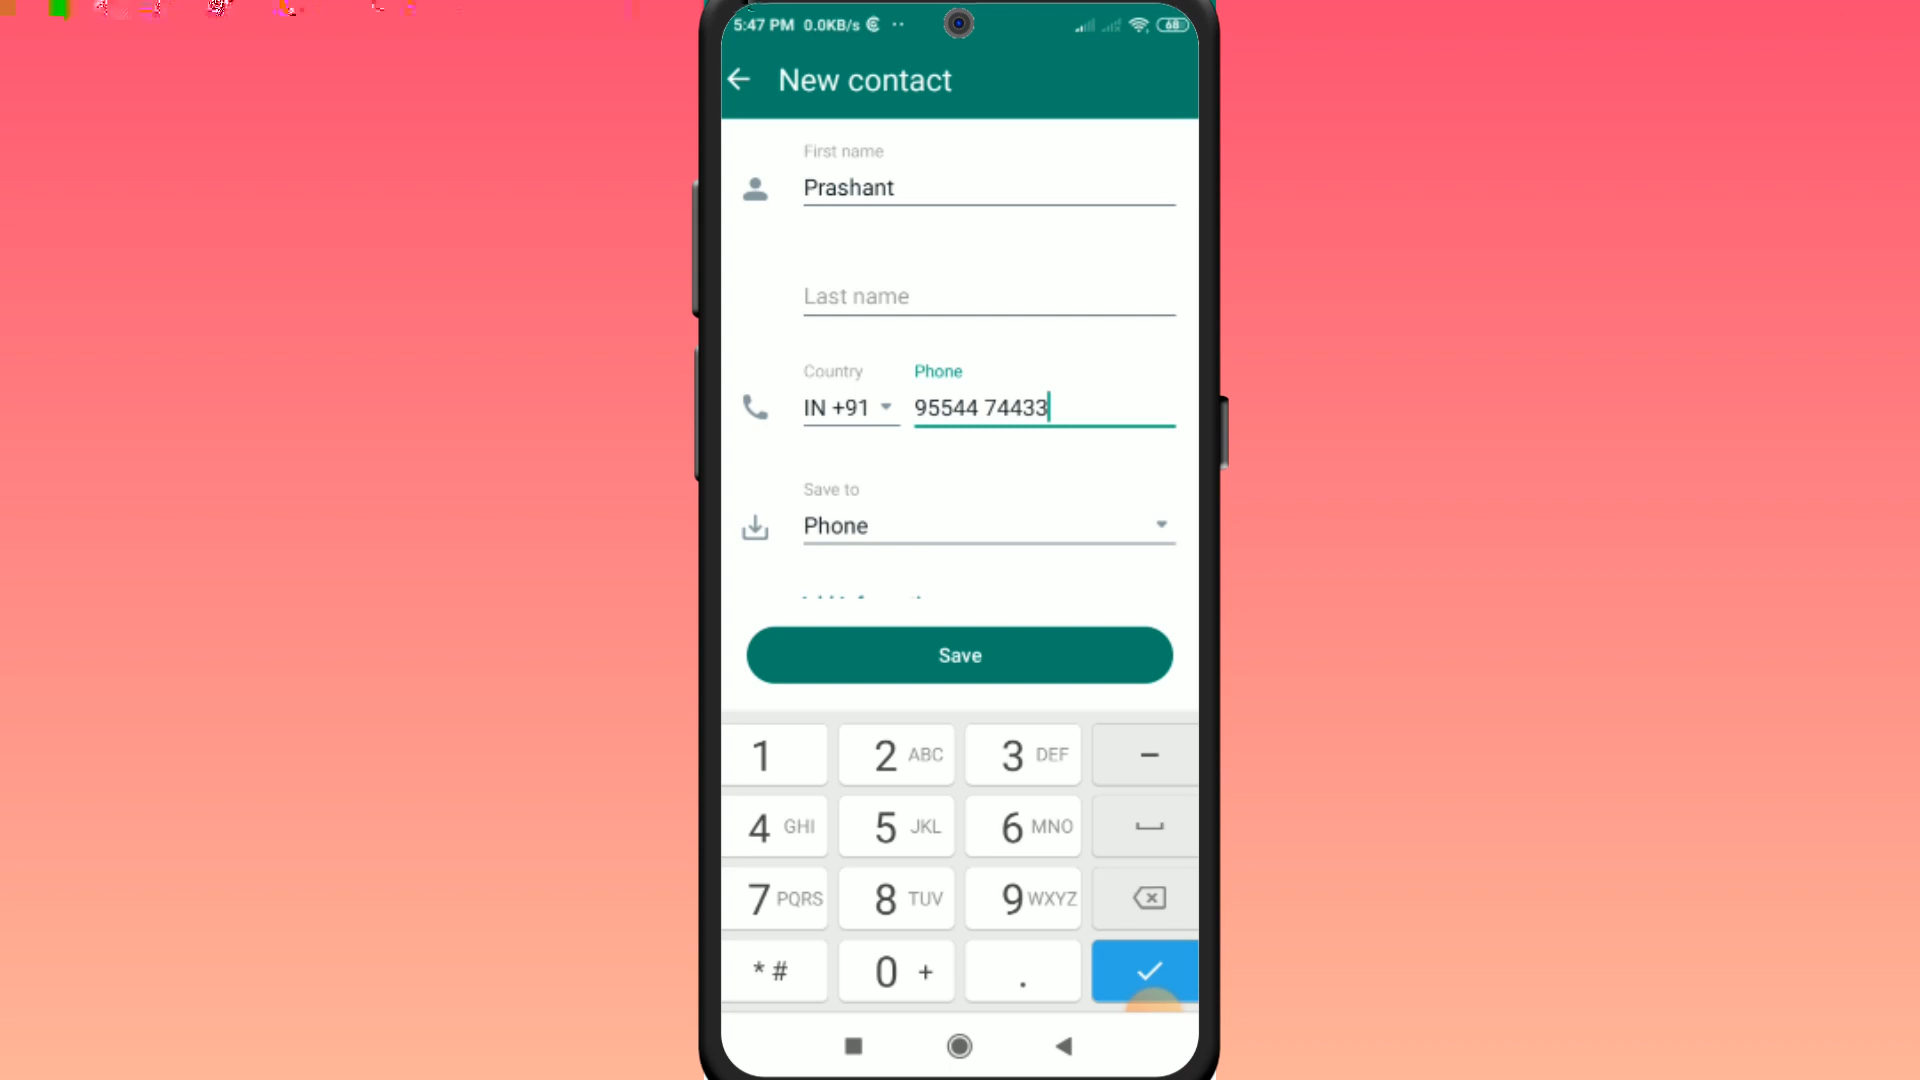 5:47 PM 0.0KB/s 68
New contact
First name
Prashant
Last name
Country Phone
IN +91 95544 74433
Save to
Phone
Save
1 2 ABC 3 DEF –
4 GHI 5 JKL 6 MNO
7 PQRS 8 TUV 9 WXYZ
* # 0 + .